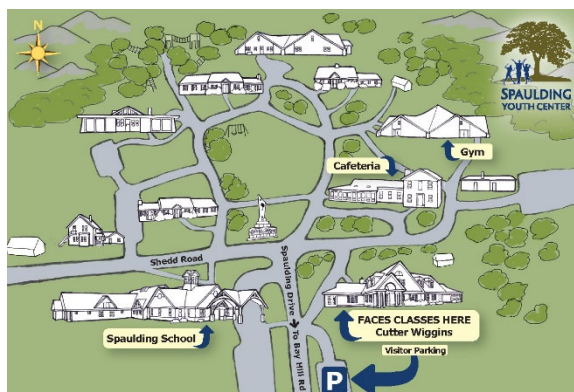 N
SPAULDING
YOUTH CENTER
Gym
Cafeteria
Shedd Road
Spaulding Drive
To Bay Hill Rd
Spaulding School
FACES CLASSES HERE
Cutter Wiggins
Visitor Parking
P